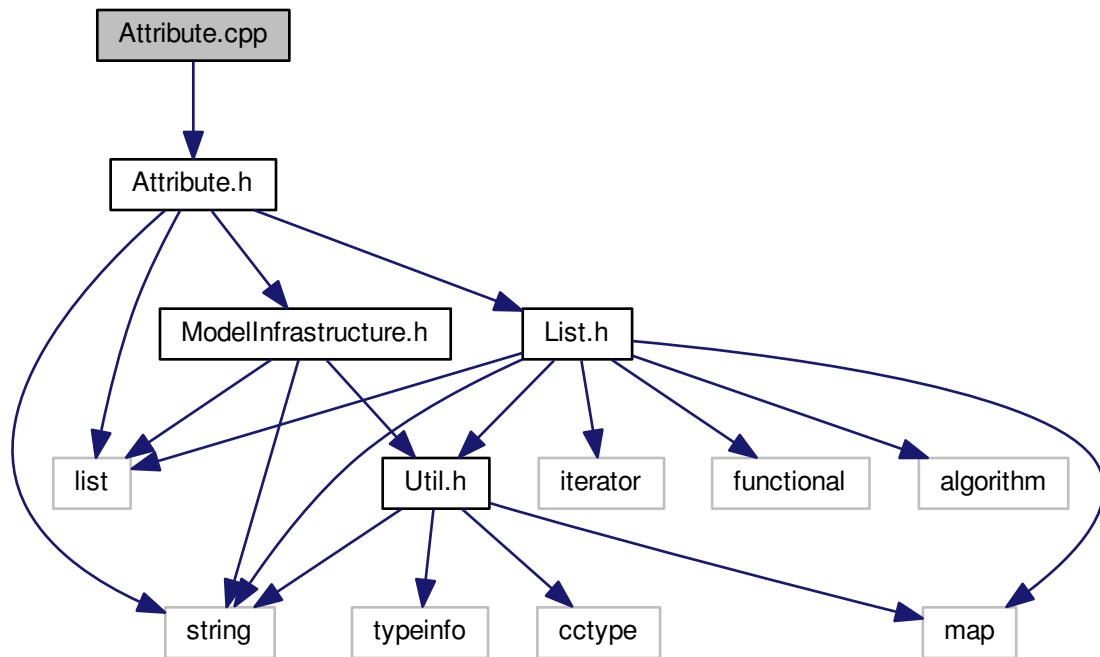 Attribute.cpp
Attribute.h
ModelInfrastructure.h
List.h
list
Util.h
iterator
functional
algorithm
string
typeinfo
cctype
map